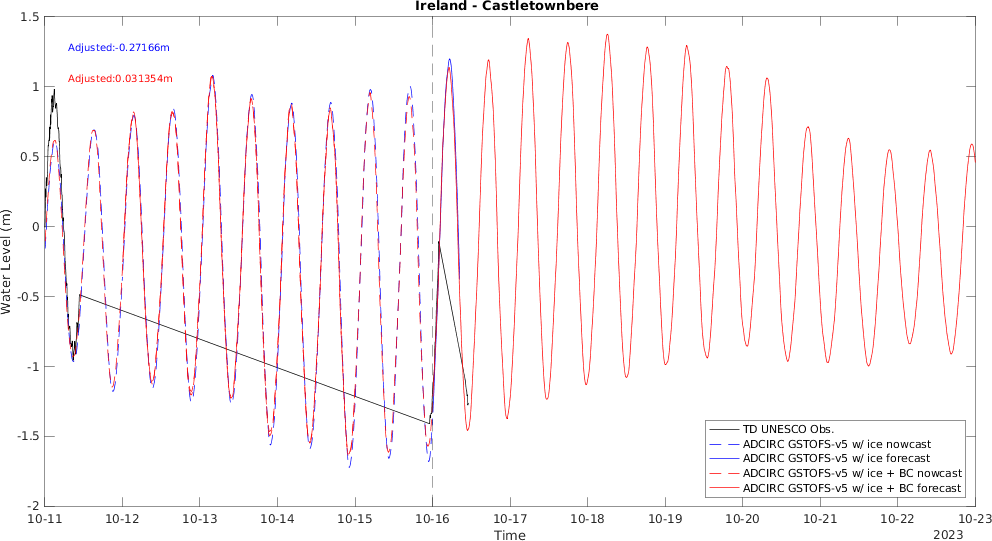 Ireland - Castletownbere
1.5
1
0.5
0
-0.5
-1
-1.5
-2
Water Level (m)
Adjusted:-0.27166m
Adjusted:0.031354m
TD UNESCO Obs.
ADCIRC GSTOFS-v5 w/ ice nowcast
ADCIRC GSTOFS-v5 w/ ice forecast
ADCIRC GSTOFS-v5 w/ ice + BC nowcast
ADCIRC GSTOFS-v5 w/ ice + BC forecast
10-11 10-12 10-13 10-14 10-15 10-16 10-17 10-18 10-19 10-20 10-21 10-22 10-23
Time
2023